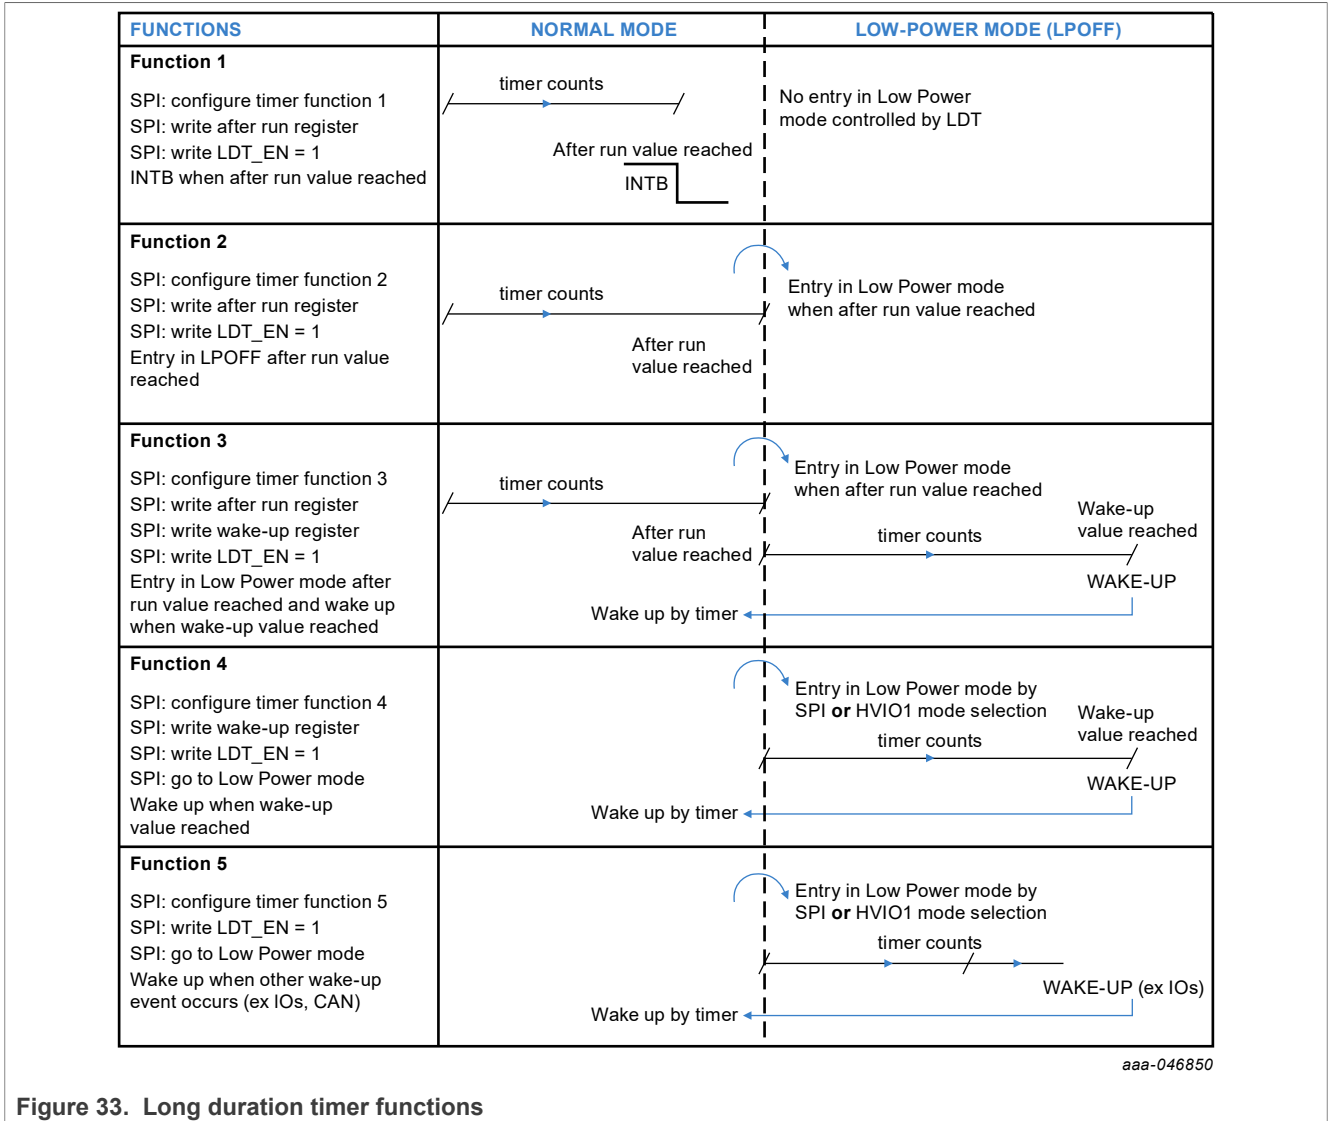 FUNCTIONS
NORMAL MODE
LOW-POWER MODE (LPOFF)
Function 1
SPI: configure timer function 1
SPI: write after run register
SPI: write LDT_EN = 1
INTB when after run value reached
timer counts
After run value reached
INTB
No entry in Low Power
mode controlled by LDT
Function 2
SPI: configure timer function 2
SPI: write after run register
SPI: write LDT_EN = 1
Entry in LPOFF after run value
reached
timer counts
After run
value reached
Entry in Low Power mode
when after run value reached
Function 3
SPI: configure timer function 3
SPI: write after run register
SPI: write wake-up register
SPI: write LDT_EN = 1
Entry in Low Power mode after
run value reached and wake up
when wake-up value reached
timer counts
After run
value reached
Wake up by timer
Entry in Low Power mode
when after run value reached
timer counts
Wake-up
value reached
WAKE-UP
Function 4
SPI: configure timer function 4
SPI: write wake-up register
SPI: write LDT_EN = 1
SPI: go to Low Power mode
Wake up when wake-up
value reached
Wake up by timer
Entry in Low Power mode by
SPI or HVIO1 mode selection
timer counts
Wake-up
value reached
WAKE-UP
Function 5
SPI: configure timer function 5
SPI: write LDT_EN = 1
SPI: go to Low Power mode
Wake up when other wake-up
event occurs (ex IOs, CAN)
Wake up by timer
Entry in Low Power mode by
SPI or HVIO1 mode selection
timer counts
WAKE-UP (ex IOs)
aaa-046850
Figure 33. Long duration timer functions